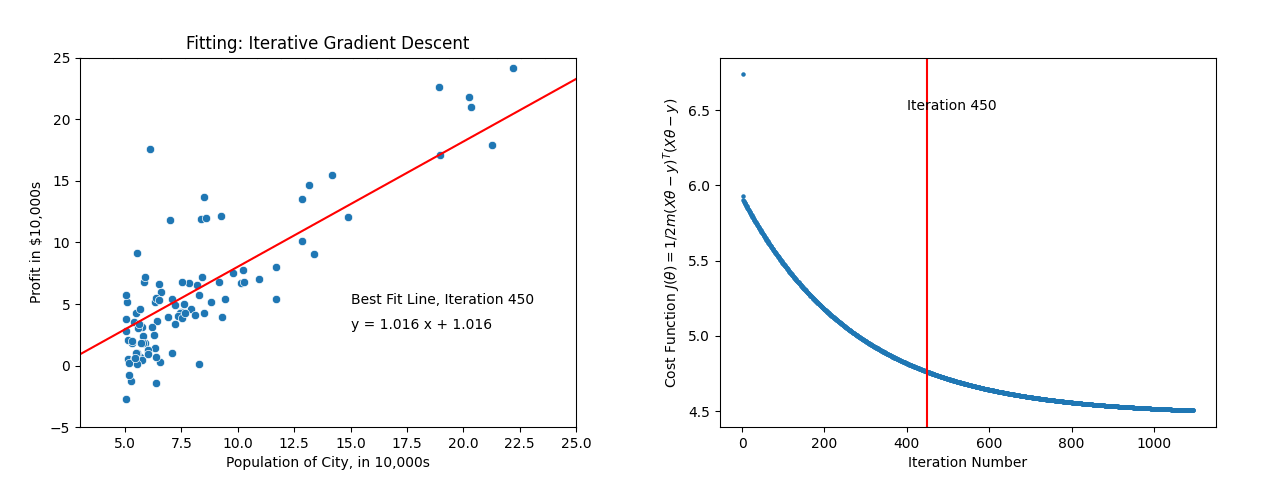 Fitting: Iterative Gradient Descent
25
20
15
10
5
0
−5
Profit in $10,000s
Best Fit Line, Iteration 450
y = 1.016 x + 1.016
5.0 7.5 10.0 12.5 15.0 17.5 20.0 22.5 25.0
Population of City, in 10,000s
6.5
6.0
5.5
5.0
4.5
Cost Function J(θ) = 1/2m(Xθ − y)ᵀ(Xθ − y)
Iteration 450
0 200 400 600 800 1000
Iteration Number